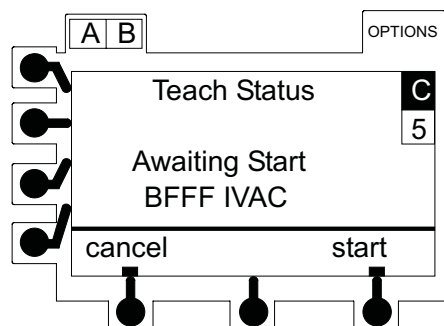 A B
OPTIONS
Teach Status
C
5
Awaiting Start
BFFF IVAC
cancel start